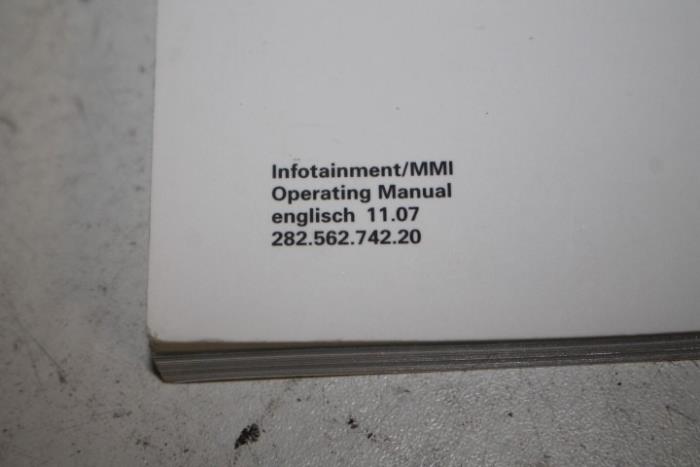 Infotainment/MMI
Operating Manual
englisch 11.07
282.562.742.20